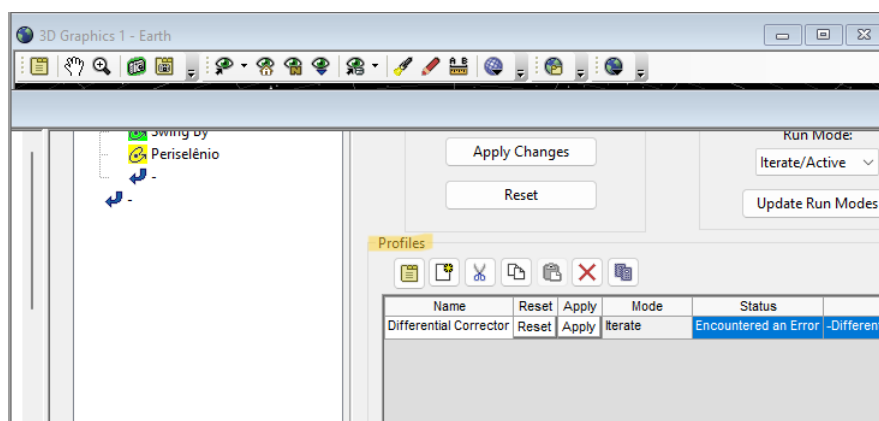 3D Graphics 1 - Earth
Swing By
Periselênio
-
-
Apply Changes
Reset
Run Mode:
Iterate/Active
Update Run Modes
Profiles
Name Reset Apply Mode Status
Differential Corrector Reset Apply Iterate Encountered an Error -Different